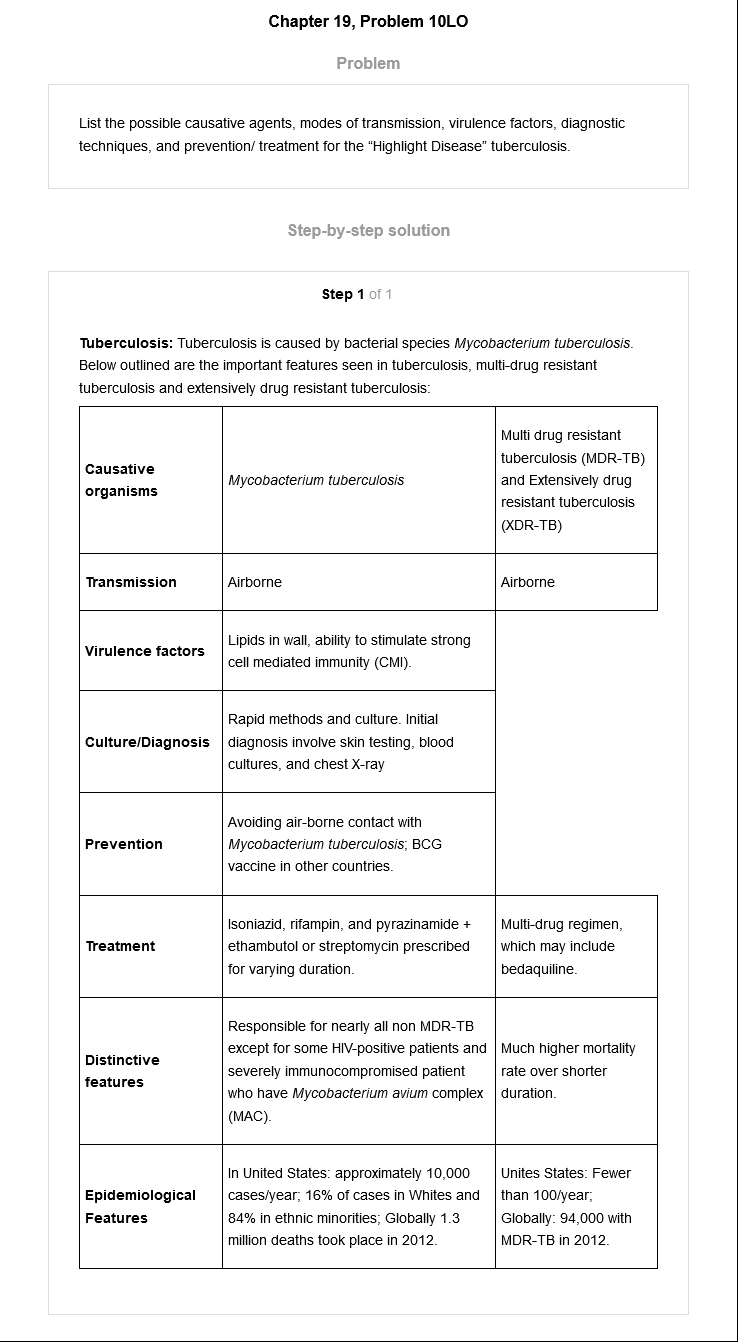 Chapter 19, Problem 10LO
Problem
List the possible causative agents, modes of transmission, virulence factors, diagnostic
techniques, and prevention/ treatment for the “Highlight Disease” tuberculosis.
Step-by-step solution
Step 1 of 1
Tuberculosis: Tuberculosis is caused by bacterial species Mycobacterium tuberculosis.
Below outlined are the important features seen in tuberculosis, multi-drug resistant
tuberculosis and extensively drug resistant tuberculosis:
Causative
organisms
Mycobacterium tuberculosis
Multi drug resistant
tuberculosis (MDR-TB)
and Extensively drug
resistant tuberculosis
(XDR-TB)
Transmission
Airborne
Airborne
Virulence factors
Lipids in wall, ability to stimulate strong
cell mediated immunity (CMI).
Culture/Diagnosis
Rapid methods and culture. Initial
diagnosis involve skin testing, blood
cultures, and chest X-ray
Prevention
Avoiding air-borne contact with
Mycobacterium tuberculosis; BCG
vaccine in other countries.
Treatment
Isoniazid, rifampin, and pyrazinamide +
ethambutol or streptomycin prescribed
for varying duration.
Multi-drug regimen,
which may include
bedaquiline.
Distinctive
features
Responsible for nearly all non MDR-TB
except for some HIV-positive patients and
severely immunocompromised patient
who have Mycobacterium avium complex
(MAC).
Much higher mortality
rate over shorter
duration.
Epidemiological
Features
In United States: approximately 10,000
cases/year; 16% of cases in Whites and
84% in ethnic minorities; Globally 1.3
million deaths took place in 2012.
Unites States: Fewer
than 100/year;
Globally: 94,000 with
MDR-TB in 2012.